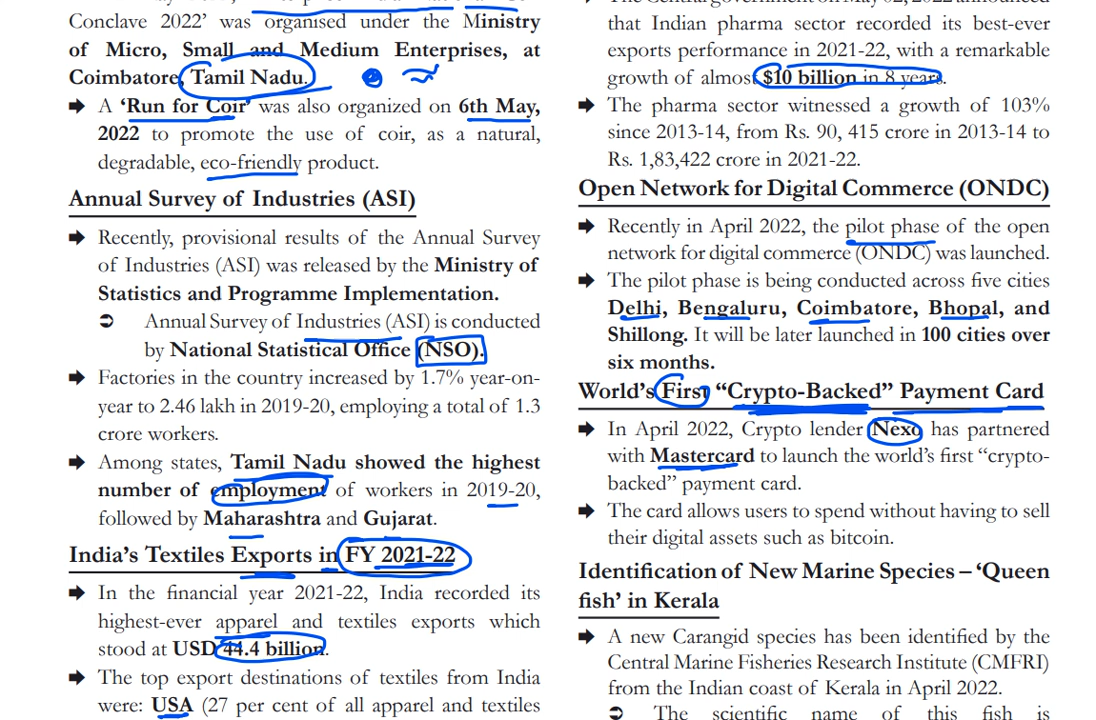 Conclave 2022’ was organised under the Ministry
of Micro, Small and Medium Enterprises, at
Coimbatore, Tamil Nadu.
➡ A ‘Run for Coir’ was also organized on 6th May,
2022 to promote the use of coir, as a natural,
degradable, eco-friendly product.
Annual Survey of Industries (ASI)
➡ Recently, provisional results of the Annual Survey
of Industries (ASI) was released by the Ministry of
Statistics and Programme Implementation.
➲ Annual Survey of Industries (ASI) is conducted
by National Statistical Office (NSO).
➡ Factories in the country increased by 1.7% year-on-
year to 2.46 lakh in 2019-20, employing a total of 1.3
crore workers.
➡ Among states, Tamil Nadu showed the highest
number of employment of workers in 2019-20,
followed by Maharashtra and Gujarat.
India’s Textiles Exports in FY 2021-22
➡ In the financial year 2021-22, India recorded its
highest-ever apparel and textiles exports which
stood at USD 44.4 billion.
➡ The top export destinations of textiles from India
were: USA (27 per cent of all apparel and textiles
➡ The Central government on May 02, 2022 announced
that Indian pharma sector recorded its best-ever
exports performance in 2021-22, with a remarkable
growth of almost $10 billion in 8 years.
➡ The pharma sector witnessed a growth of 103%
since 2013-14, from Rs. 90, 415 crore in 2013-14 to
Rs. 1,83,422 crore in 2021-22.
Open Network for Digital Commerce (ONDC)
➡ Recently in April 2022, the pilot phase of the open
network for digital commerce (ONDC) was launched.
➡ The pilot phase is being conducted across five cities
Delhi, Bengaluru, Coimbatore, Bhopal, and
Shillong. It will be later launched in 100 cities over
six months.
World’s First “Crypto-Backed” Payment Card
➡ In April 2022, Crypto lender Nexo has partnered
with Mastercard to launch the world’s first “crypto-
backed” payment card.
➡ The card allows users to spend without having to sell
their digital assets such as bitcoin.
Identification of New Marine Species – ‘Queen
fish’ in Kerala
➡ A new Carangid species has been identified by the
Central Marine Fisheries Research Institute (CMFRI)
from the Indian coast of Kerala in April 2022.
➲ The scientific name of this fish is